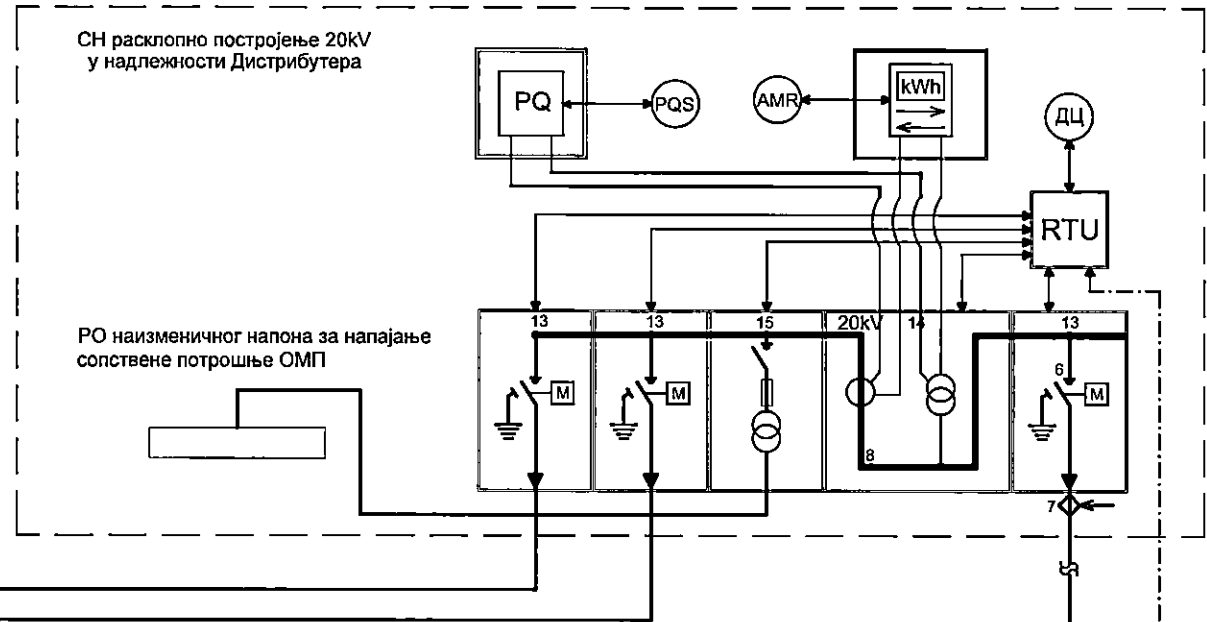 СН расклопно постројење 20kV
у надлежности Дистрибутера
PQ
PQS
AMR
kWh
ДЦ
RTU
РО наизменичног напона за напајање
сопствене потрошње ОМП
13
13
15
20kV
14
13
M
M
6
M
8
7